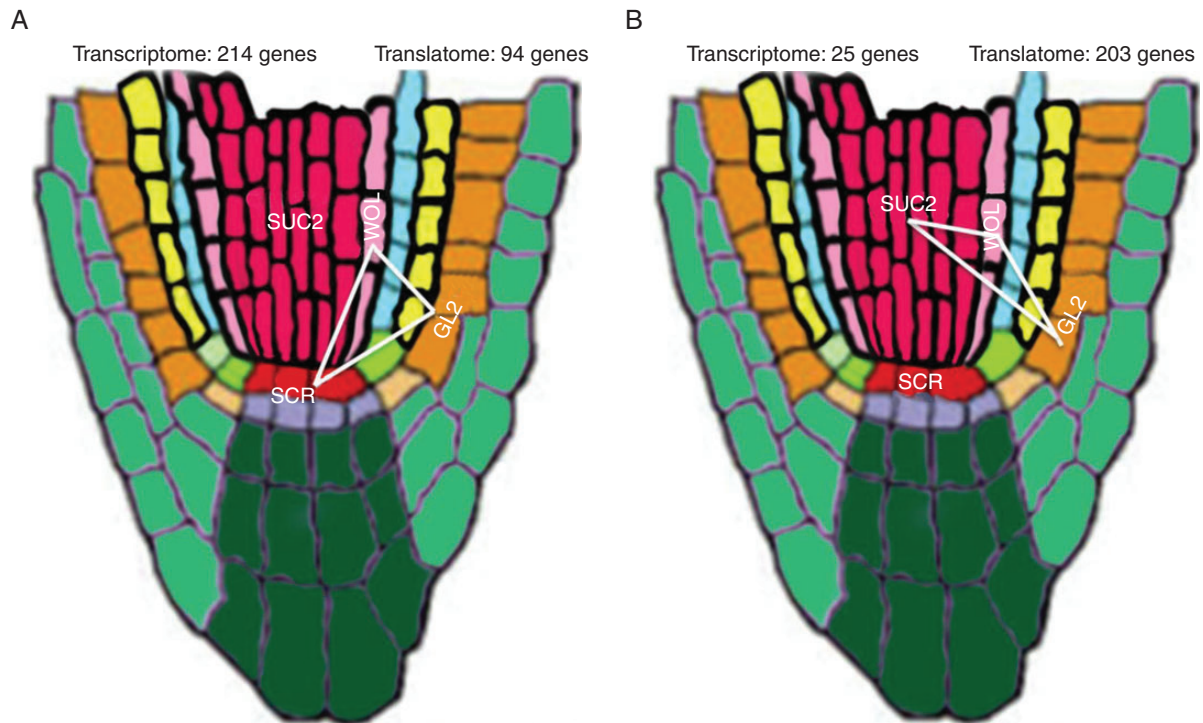 A
Transcriptome: 214 genes
Translatome: 94 genes
SUC2
WOL
GL2
SCR
B
Transcriptome: 25 genes
Translatome: 203 genes
SUC2
WOL
GL2
SCR